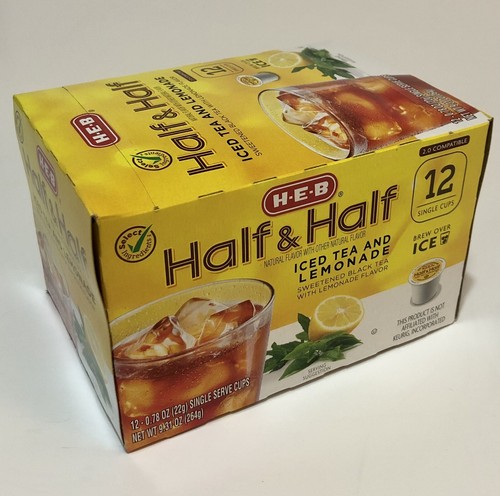 H-E-B
Half & Half
ICED TEA AND LEMONADE
SWEETENED BLACK TEA WITH LEMONADE FLAVOR
12
ICE
Select
Ingredients
H-E-B
Half & Half
NATURAL FLAVOR WITH OTHER NATURAL FLAVOR
ICED TEA AND
LEMONADE
SWEETENED BLACK TEA
WITH LEMONADE FLAVOR
Select
Ingredients
2.0 COMPATIBLE
12
SINGLE CUPS
BREW OVER
ICE
THIS PRODUCT IS NOT
AFFILIATED WITH
KEURIG, INCORPORATED
SERVING
SUGGESTION
12 - 0.78 OZ (22g) SINGLE SERVE CUPS
NET WT 9.31 OZ (264g)